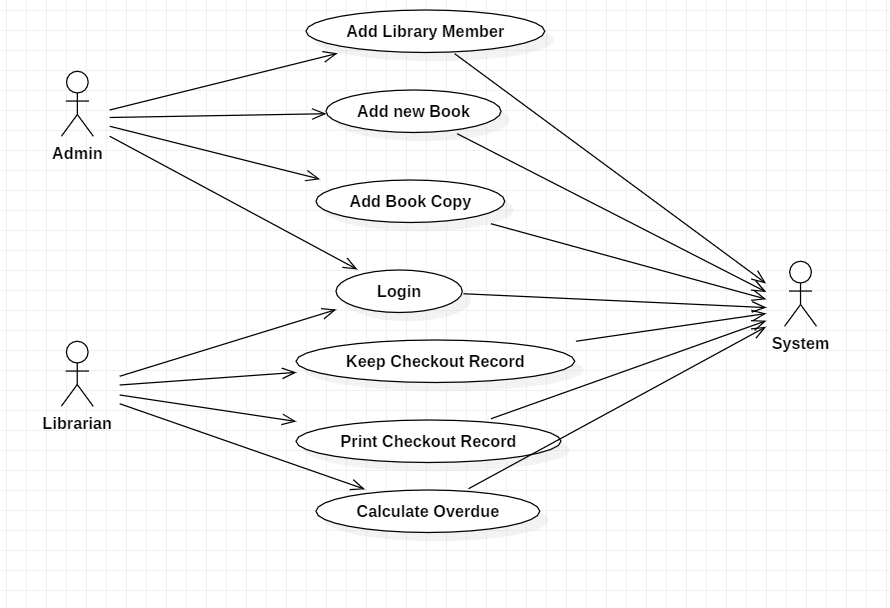 Add Library Member
Add new Book
Admin
Add Book Copy
Login
System
Keep Checkout Record
Librarian
Print Checkout Record
Calculate Overdue